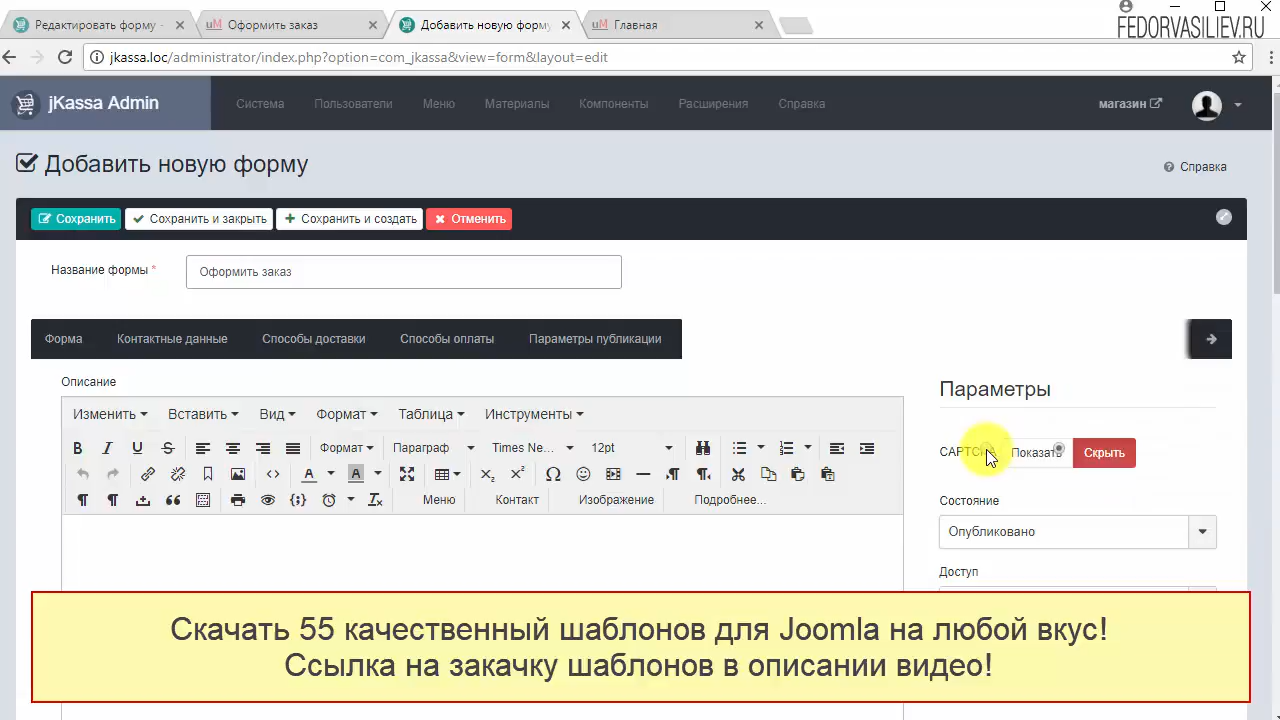 Редактировать форму -
uM Оформить заказ
Добавить новую форму
uM Главная
FEDORVASILIEV.RU
jkassa.loc/administrator/index.php?option=com_jkassa&view=form&layout=edit
jKassa Admin
Система Пользователи Меню Материалы Компоненты Расширения Справка
магазин
Добавить новую форму
Справка
Сохранить Сохранить и закрыть Сохранить и создать Отменить
Название формы * Оформить заказ
Форма Контактные данные Способы доставки Способы оплаты Параметры публикации
Описание
Параметры
Изменить Вставить Вид Формат Таблица Инструменты
B I U S Формат Параграф Times Ne... 12pt
CAPTCHA Показать Скрыть
Меню Контакт Изображение Подробнее...
Состояние
Опубликовано
Доступ
Скачать 55 качественный шаблонов для Joomla на любой вкус!
Ссылка на закачку шаблонов в описании видео!